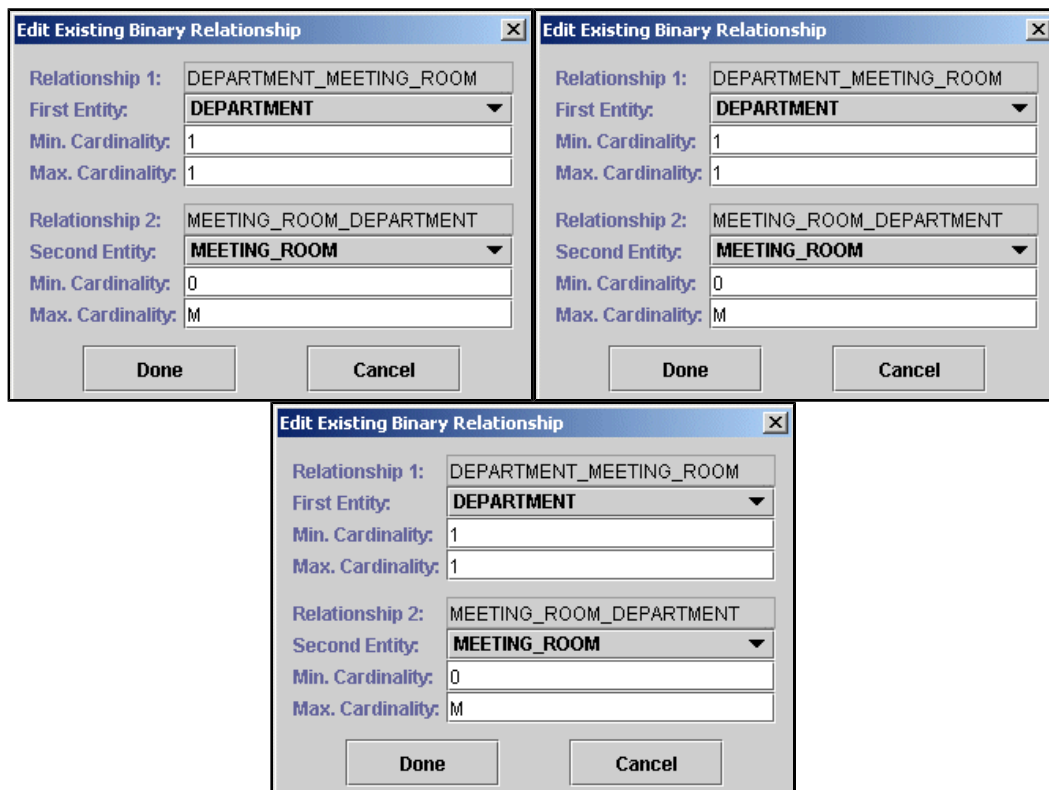 Edit Existing Binary Relationship
Relationship 1: DEPARTMENT_MEETING_ROOM
First Entity: DEPARTMENT
Min. Cardinality: 1
Max. Cardinality: 1
Relationship 2: MEETING_ROOM_DEPARTMENT
Second Entity: MEETING_ROOM
Min. Cardinality: 0
Max. Cardinality: M
Done Cancel
Edit Existing Binary Relationship
Relationship 1: DEPARTMENT_MEETING_ROOM
First Entity: DEPARTMENT
Min. Cardinality: 1
Max. Cardinality: 1
Relationship 2: MEETING_ROOM_DEPARTMENT
Second Entity: MEETING_ROOM
Min. Cardinality: 0
Max. Cardinality: M
Done Cancel
Edit Existing Binary Relationship
Relationship 1: DEPARTMENT_MEETING_ROOM
First Entity: DEPARTMENT
Min. Cardinality: 1
Max. Cardinality: 1
Relationship 2: MEETING_ROOM_DEPARTMENT
Second Entity: MEETING_ROOM
Min. Cardinality: 0
Max. Cardinality: M
Done Cancel